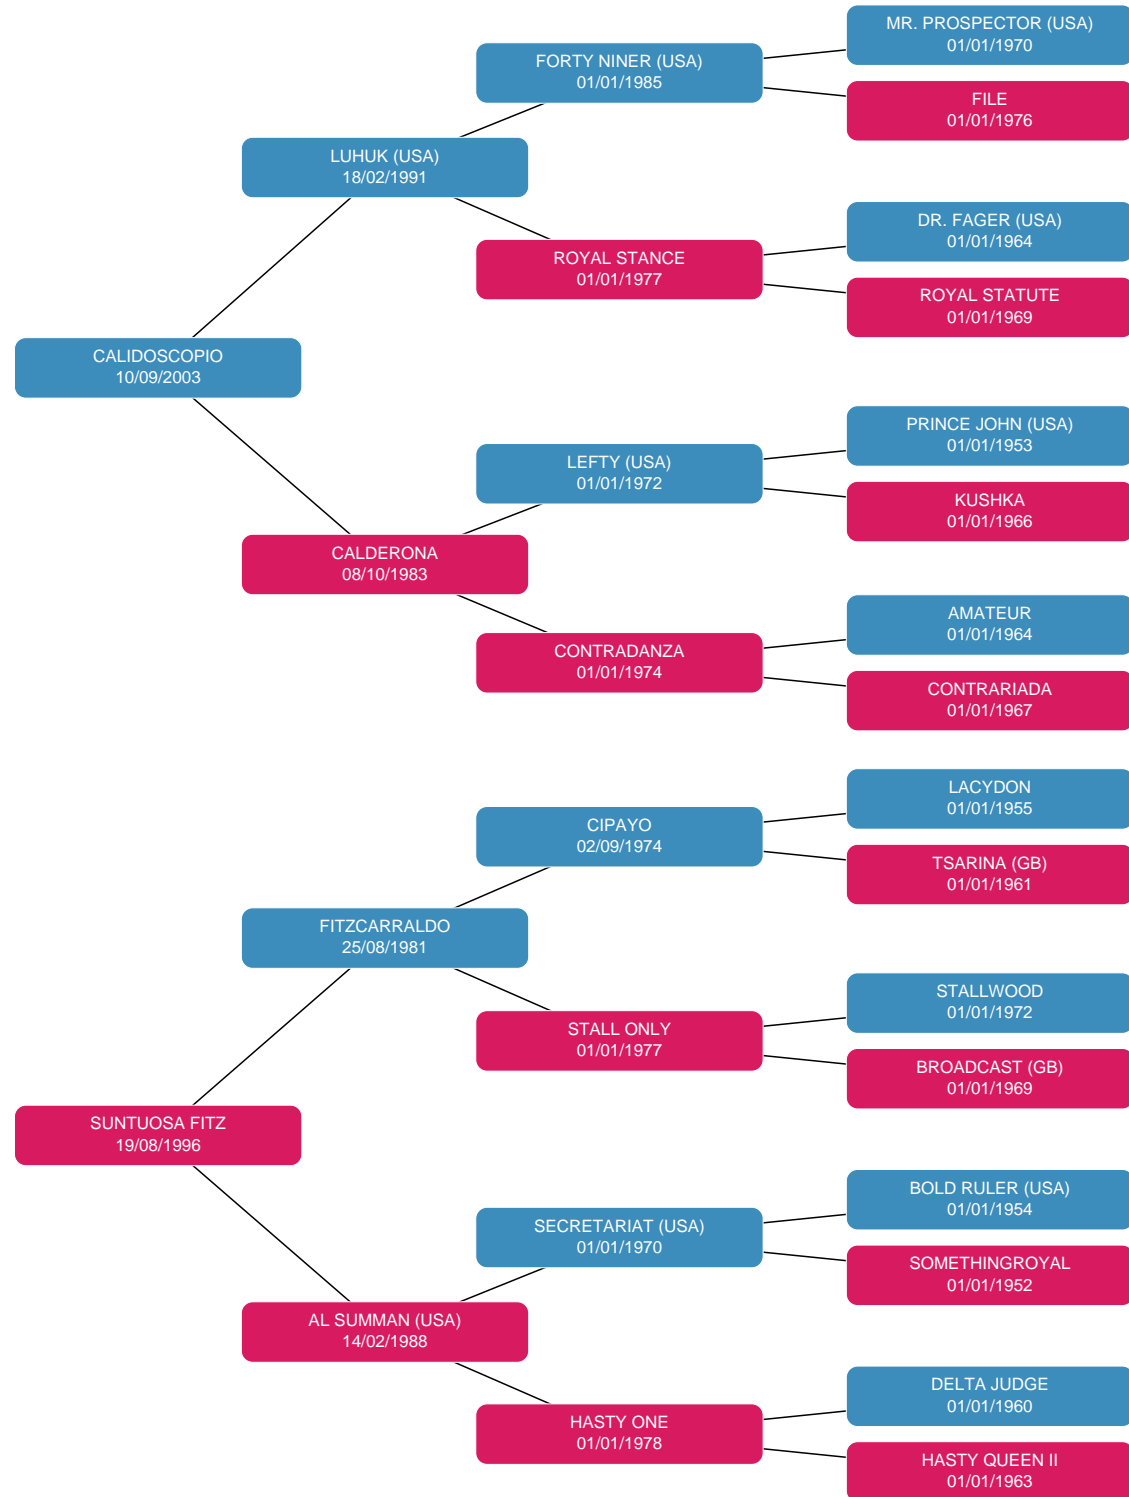 MR. PROSPECTOR (USA)
01/01/1970
FORTY NINER (USA)
01/01/1985
FILE
01/01/1976
LUHUK (USA)
18/02/1991
DR. FAGER (USA)
01/01/1964
ROYAL STANCE
01/01/1977
ROYAL STATUTE
01/01/1969
CALIDOSCOPIO
10/09/2003
PRINCE JOHN (USA)
01/01/1953
LEFTY (USA)
01/01/1972
KUSHKA
01/01/1966
CALDERONA
08/10/1983
AMATEUR
01/01/1964
CONTRADANZA
01/01/1974
CONTRARIADA
01/01/1967
LACYDON
01/01/1955
CIPAYO
02/09/1974
TSARINA (GB)
01/01/1961
FITZCARRALDO
25/08/1981
STALLWOOD
01/01/1972
STALL ONLY
01/01/1977
BROADCAST (GB)
01/01/1969
SUNTUOSA FITZ
19/08/1996
BOLD RULER (USA)
01/01/1954
SECRETARIAT (USA)
01/01/1970
SOMETHINGROYAL
01/01/1952
AL SUMMAN (USA)
14/02/1988
DELTA JUDGE
01/01/1960
HASTY ONE
01/01/1978
HASTY QUEEN II
01/01/1963